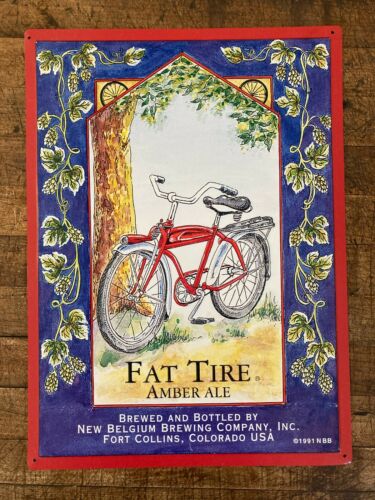 FAT TIRE®
AMBER ALE
BREWED AND BOTTLED BY
NEW BELGIUM BREWING COMPANY, INC.
FORT COLLINS, COLORADO USA
©1991 NBB